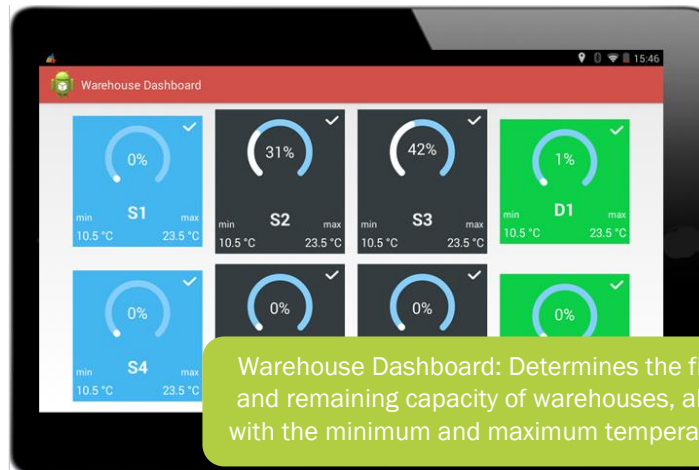 15:46
Warehouse Dashboard
0%
31%
42%
1%
S1
S2
S3
D1
min max
min max
min max
min max
10.5 °C 23.5 °C
10.5 °C 23.5 °C
10.5 °C 23.5 °C
10.5 °C 23.5 °C
0%
0%
0%
0%
S4
min max
10.5 °C 23.5 °C
Warehouse Dashboard: Determines the
and remaining capacity of warehouses,
with the minimum and maximum